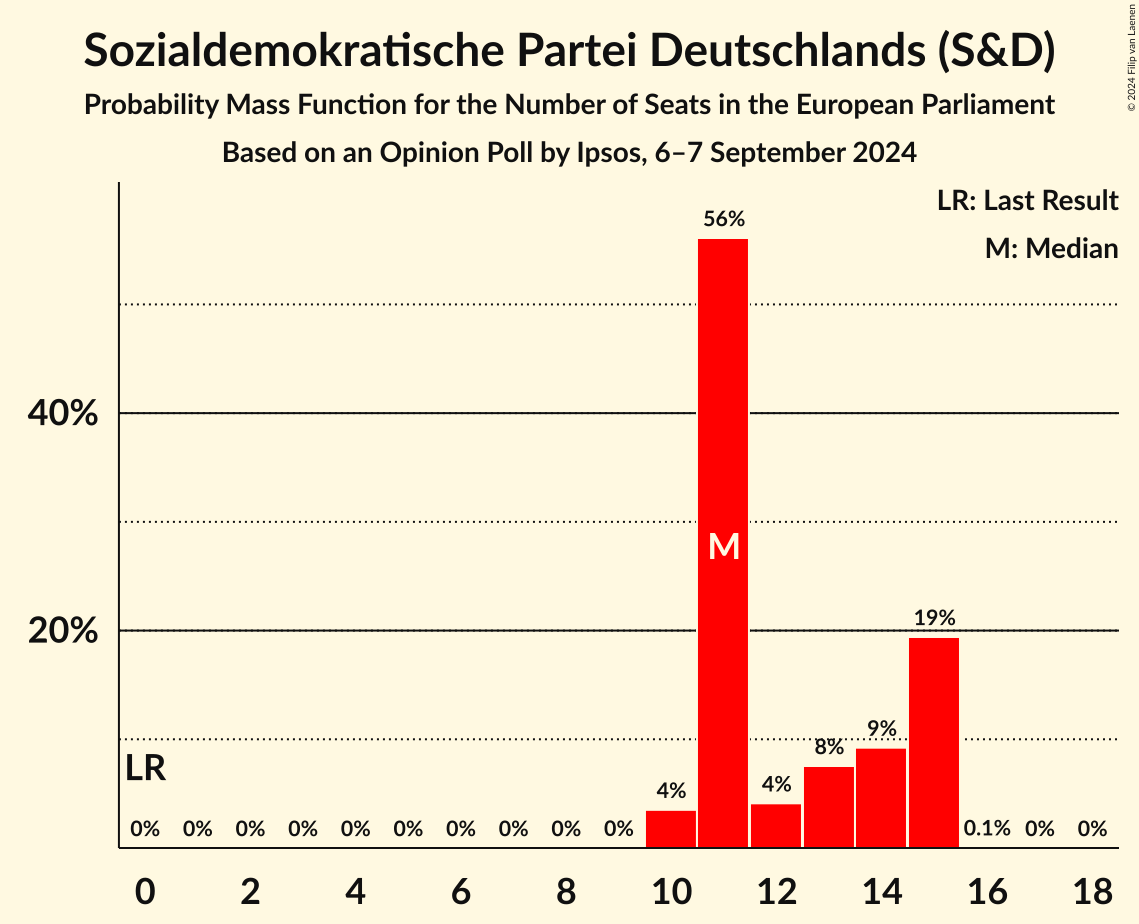 Sozialdemokratische Partei Deutschlands (S&D)
Probability Mass Function for the Number of Seats in the European Parliament
Based on an Opinion Poll by Ipsos, 6–7 September 2024
© 2024 Filip van Laenen
LR: Last Result
M: Median
56%
40%
M
20%
19%
9%
8%
LR
4%
4%
0% 0% 0% 0% 0% 0% 0% 0% 0% 0% 0.1% 0% 0%
0 2 4 6 8 10 12 14 16 18